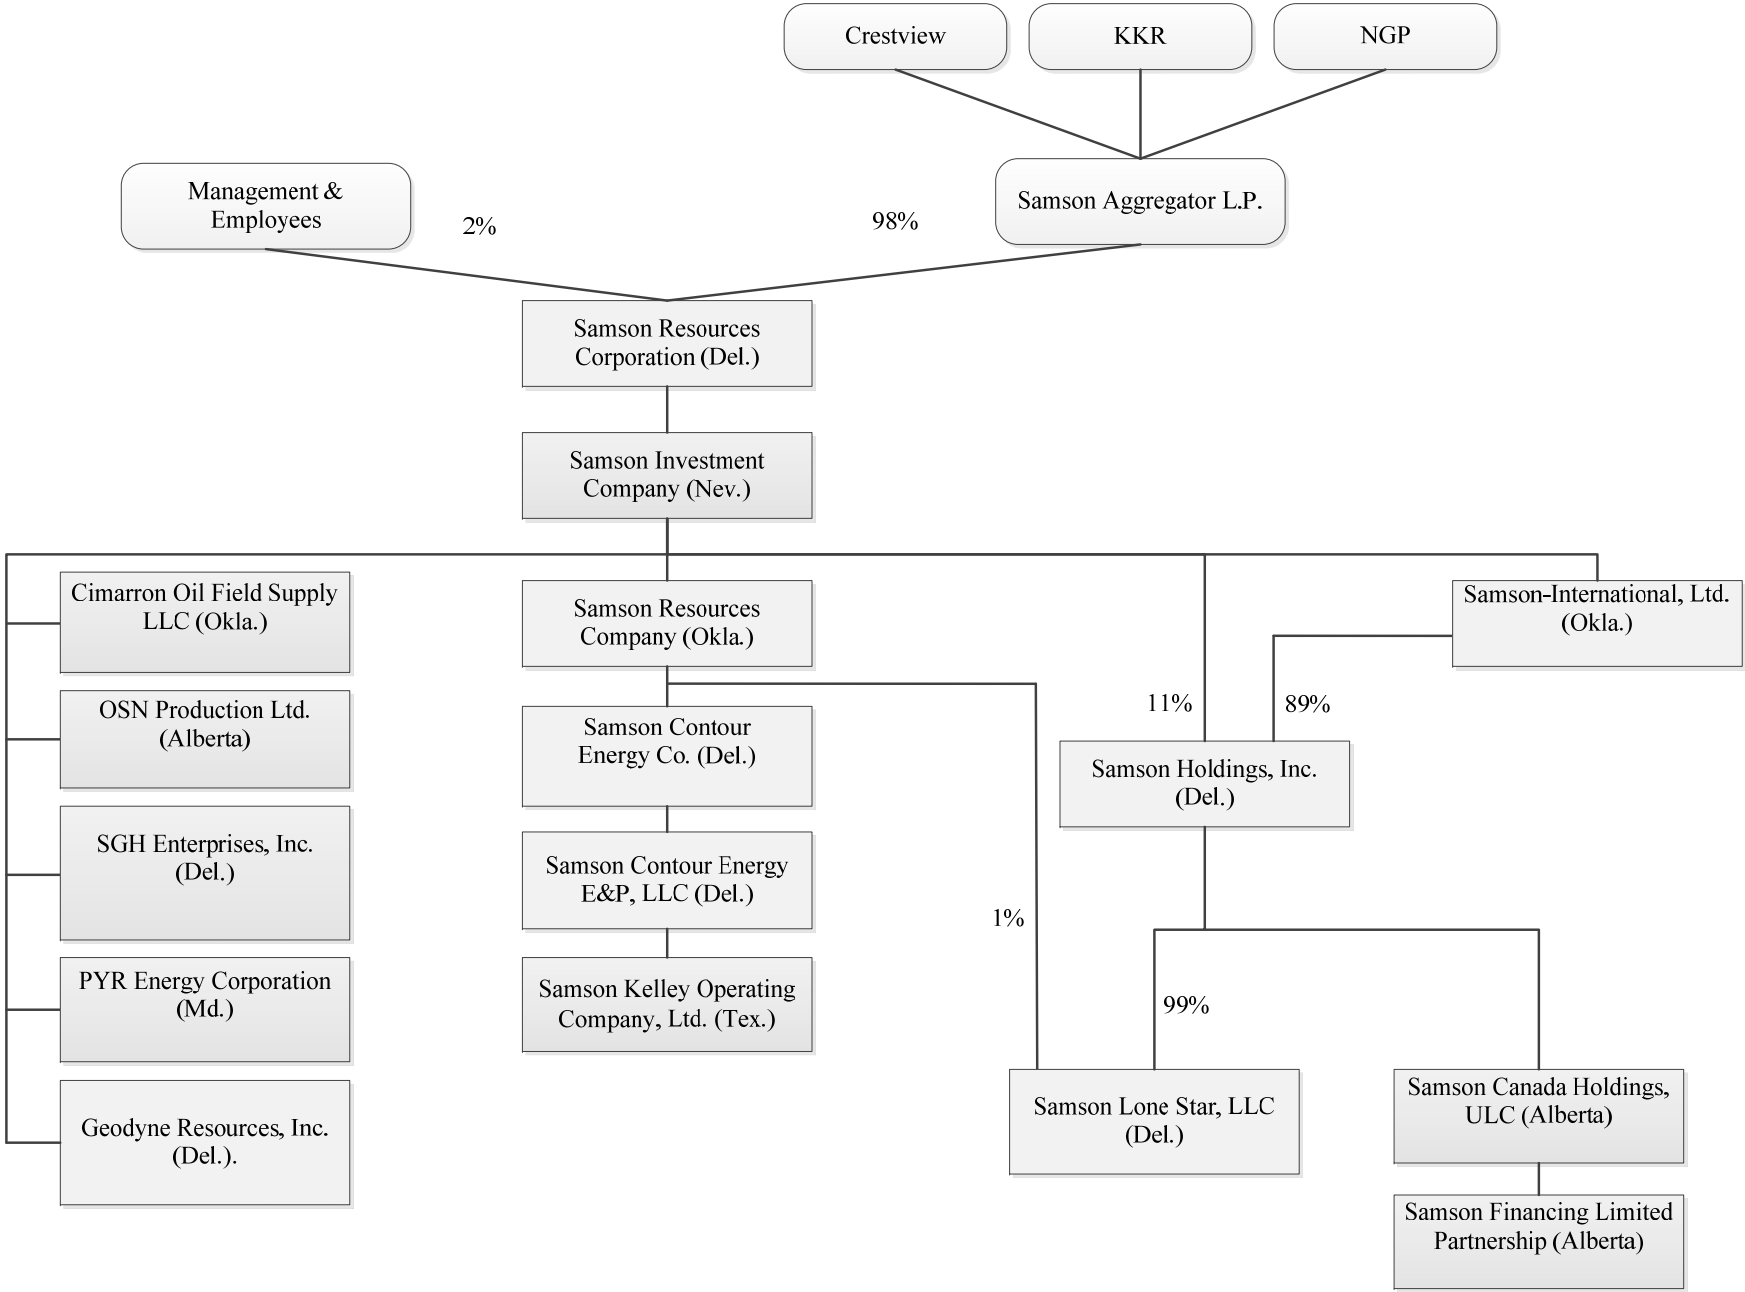 Crestview
KKR
NGP
Management &
Employees
2%
98%
Samson Aggregator L.P.
Samson Resources
Corporation (Del.)
Samson Investment
Company (Nev.)
Cimarron Oil Field Supply
LLC (Okla.)
OSN Production Ltd.
(Alberta)
SGH Enterprises, Inc.
(Del.)
PYR Energy Corporation
(Md.)
Geodyne Resources, Inc.
(Del.).
Samson Resources
Company (Okla.)
Samson Contour
Energy Co. (Del.)
Samson Contour Energy
E&P, LLC (Del.)
Samson Kelley Operating
Company, Ltd. (Tex.)
1%
Samson-International, Ltd.
(Okla.)
11%
89%
Samson Holdings, Inc.
(Del.)
99%
Samson Lone Star, LLC
(Del.)
Samson Canada Holdings,
ULC (Alberta)
Samson Financing Limited
Partnership (Alberta)